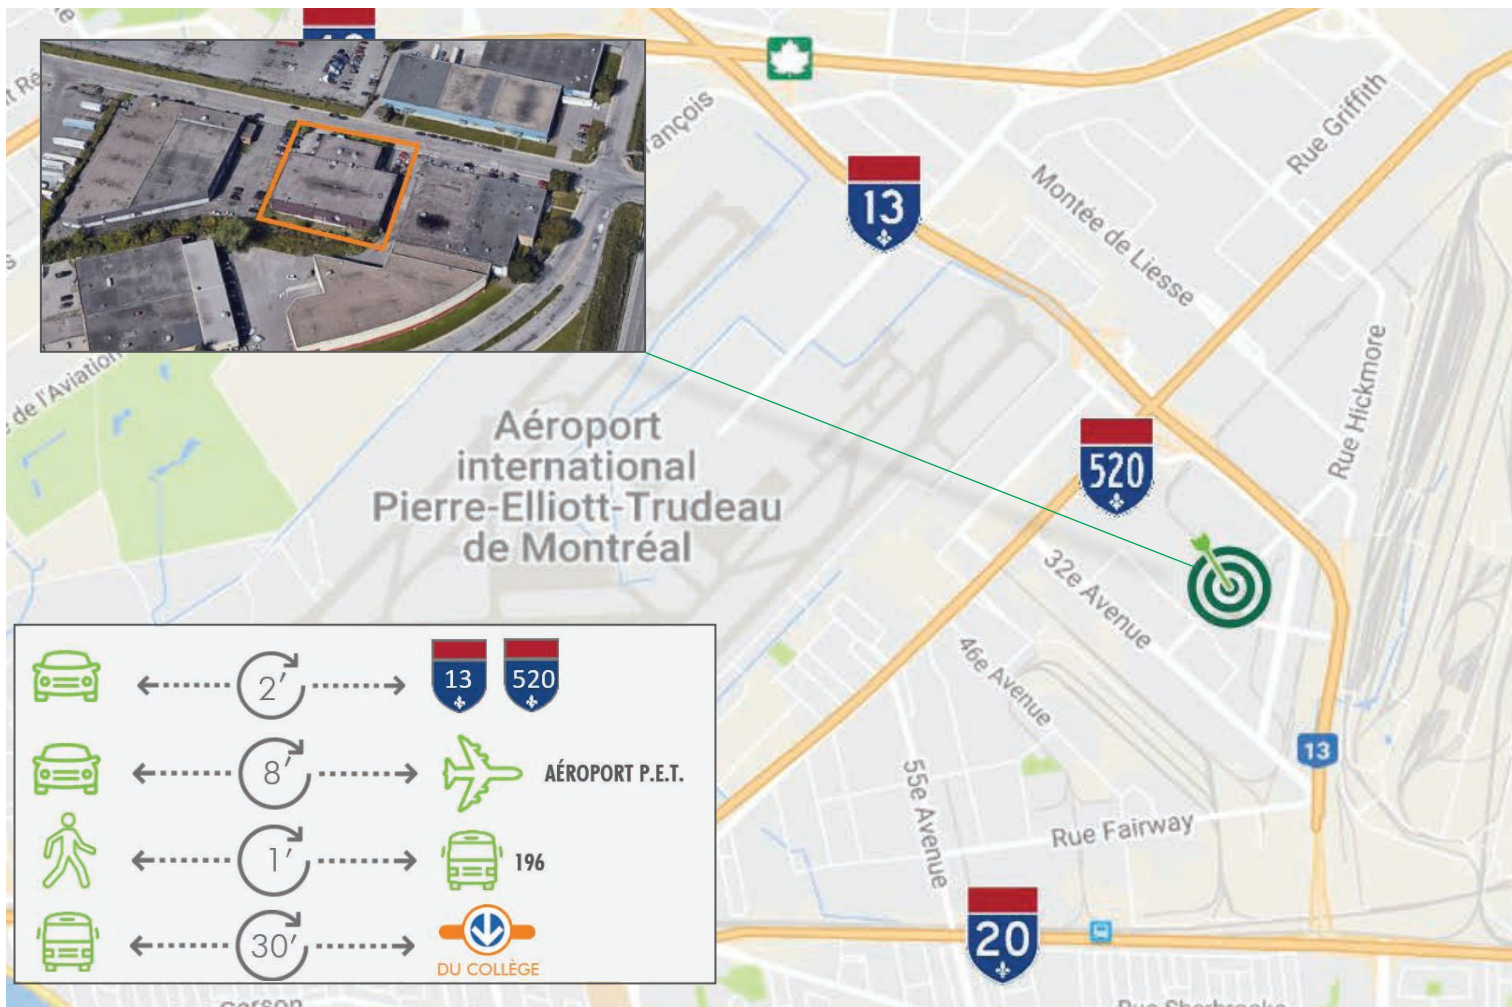 rançois
Rue Griffith
13
Montée de Liesse
Rue Hickmore
de l'Aviation
Aéroport
international
Pierre-Elliott-Trudeau
de Montréal
520
32e Avenue
46e Avenue
55e Avenue
13
Rue Fairway
20
2′
13
520
8′
AÉROPORT P.E.T.
1′
196
30′
DU COLLÈGE